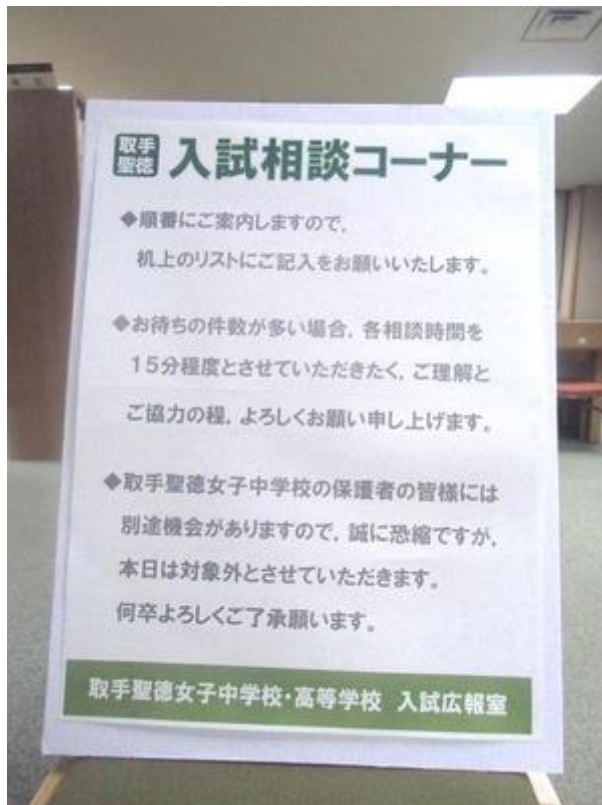 取手
聖徳
入試相談コーナー
◆順番にご案内しますので,
机上のリストにご記入をお願いいたします。
◆お待ちの件数が多い場合, 各相談時間を
15分程度とさせていただきたく, ご理解と
ご協力の程, よろしくお願い申し上げます。
◆取手聖徳女子中学校の保護者の皆様には
別途機会がありますので, 誠に恐縮ですが,
本日は対象外とさせていただきます。
何卒よろしくご了承願います。
取手聖徳女子中学校・高等学校 入試広報室